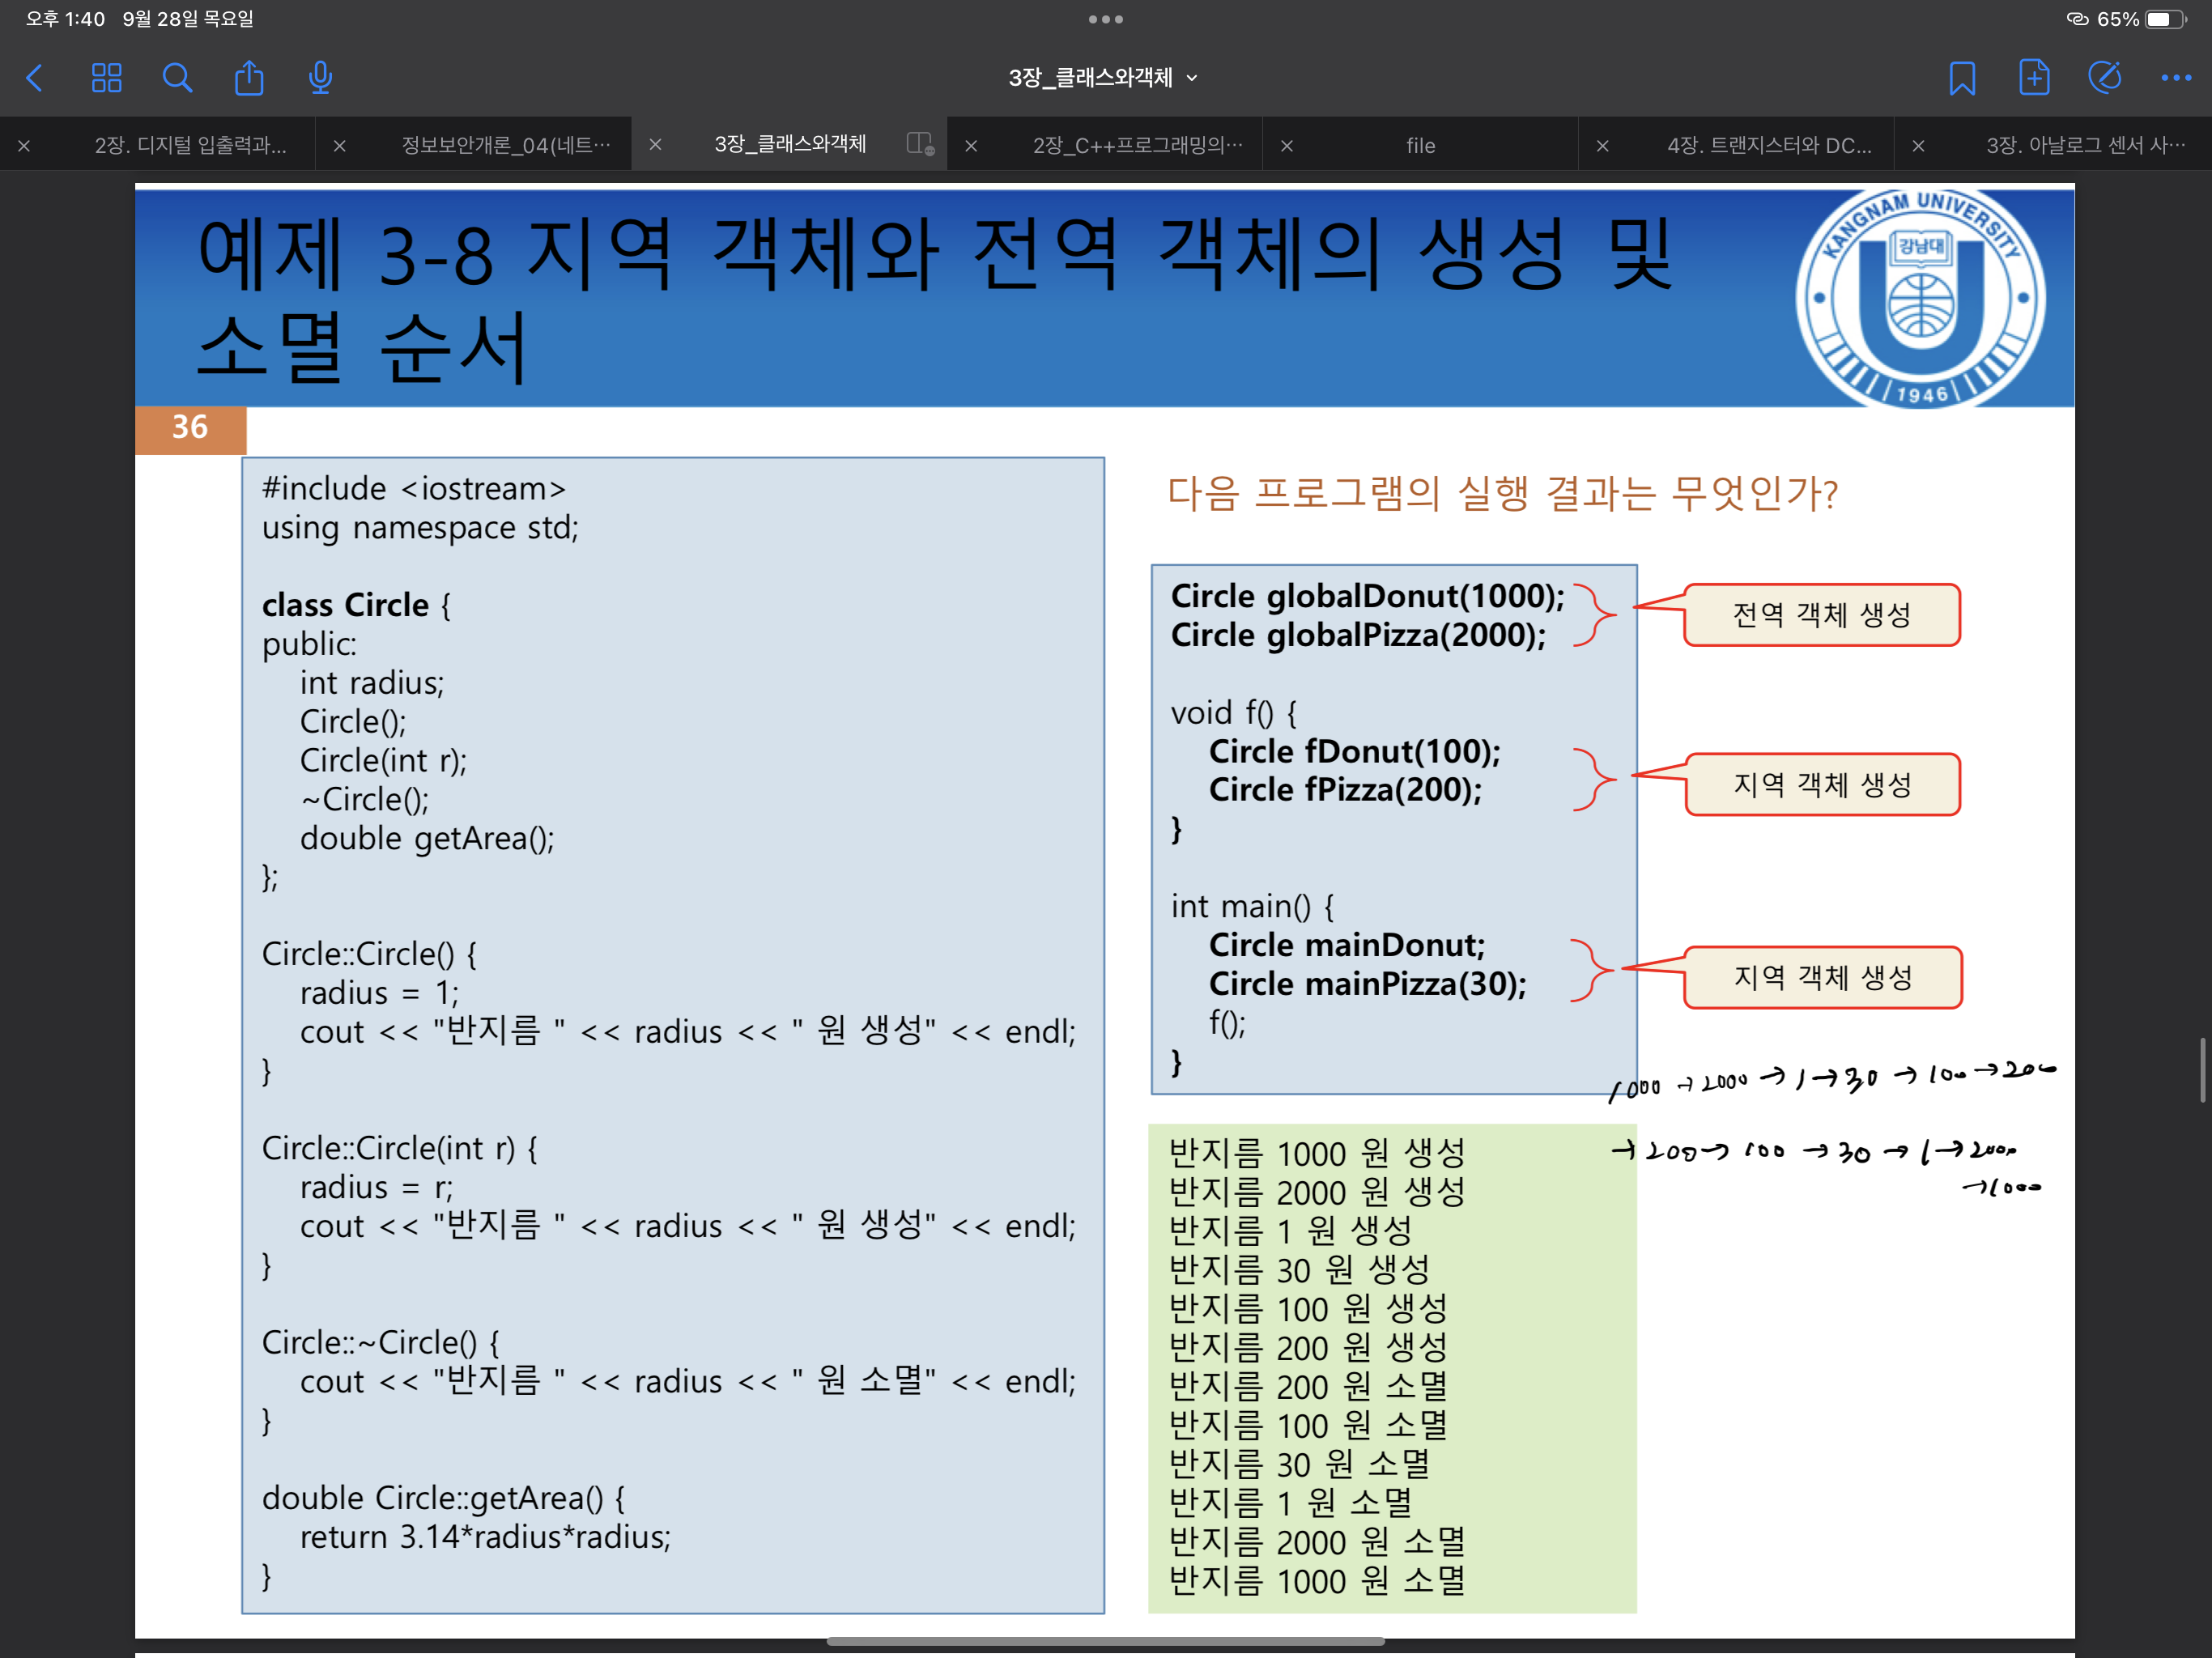 오후 1:40 9월 28일 목요일
65%
3장_클래스와객체
2장. 디지털 입출력과...
정보보안개론_04(네트...
3장_클래스와객체
2장_C++프로그래밍의...
file
4장. 트랜지스터와 DC...
3장. 아날로그 센서 사...
예제 3-8 지역 객체와 전역 객체의 생성 및
소멸 순서
KANGNAM UNIVERSITY
강남대
1946
36
#include <iostream>
using namespace std;
class Circle {
public:
int radius;
Circle();
Circle(int r);
~Circle();
double getArea();
};
Circle::Circle() {
radius = 1;
cout << "반지름 " << radius << " 원 생성" << endl;
}
Circle::Circle(int r) {
radius = r;
cout << "반지름 " << radius << " 원 생성" << endl;
}
Circle::~Circle() {
cout << "반지름 " << radius << " 원 소멸" << endl;
}
double Circle::getArea() {
return 3.14*radius*radius;
}
다음 프로그램의 실행 결과는 무엇인가?
Circle globalDonut(1000);
Circle globalPizza(2000);
전역 객체 생성
void f() {
Circle fDonut(100);
Circle fPizza(200);
}
지역 객체 생성
int main() {
Circle mainDonut;
Circle mainPizza(30);
f();
}
지역 객체 생성
1000 → 2000 → 1 → 30 → 100 → 200
→ 200 → 100 → 30 → 1 → 2000
→ 1000
반지름 1000 원 생성
반지름 2000 원 생성
반지름 1 원 생성
반지름 30 원 생성
반지름 100 원 생성
반지름 200 원 생성
반지름 200 원 소멸
반지름 100 원 소멸
반지름 30 원 소멸
반지름 1 원 소멸
반지름 2000 원 소멸
반지름 1000 원 소멸